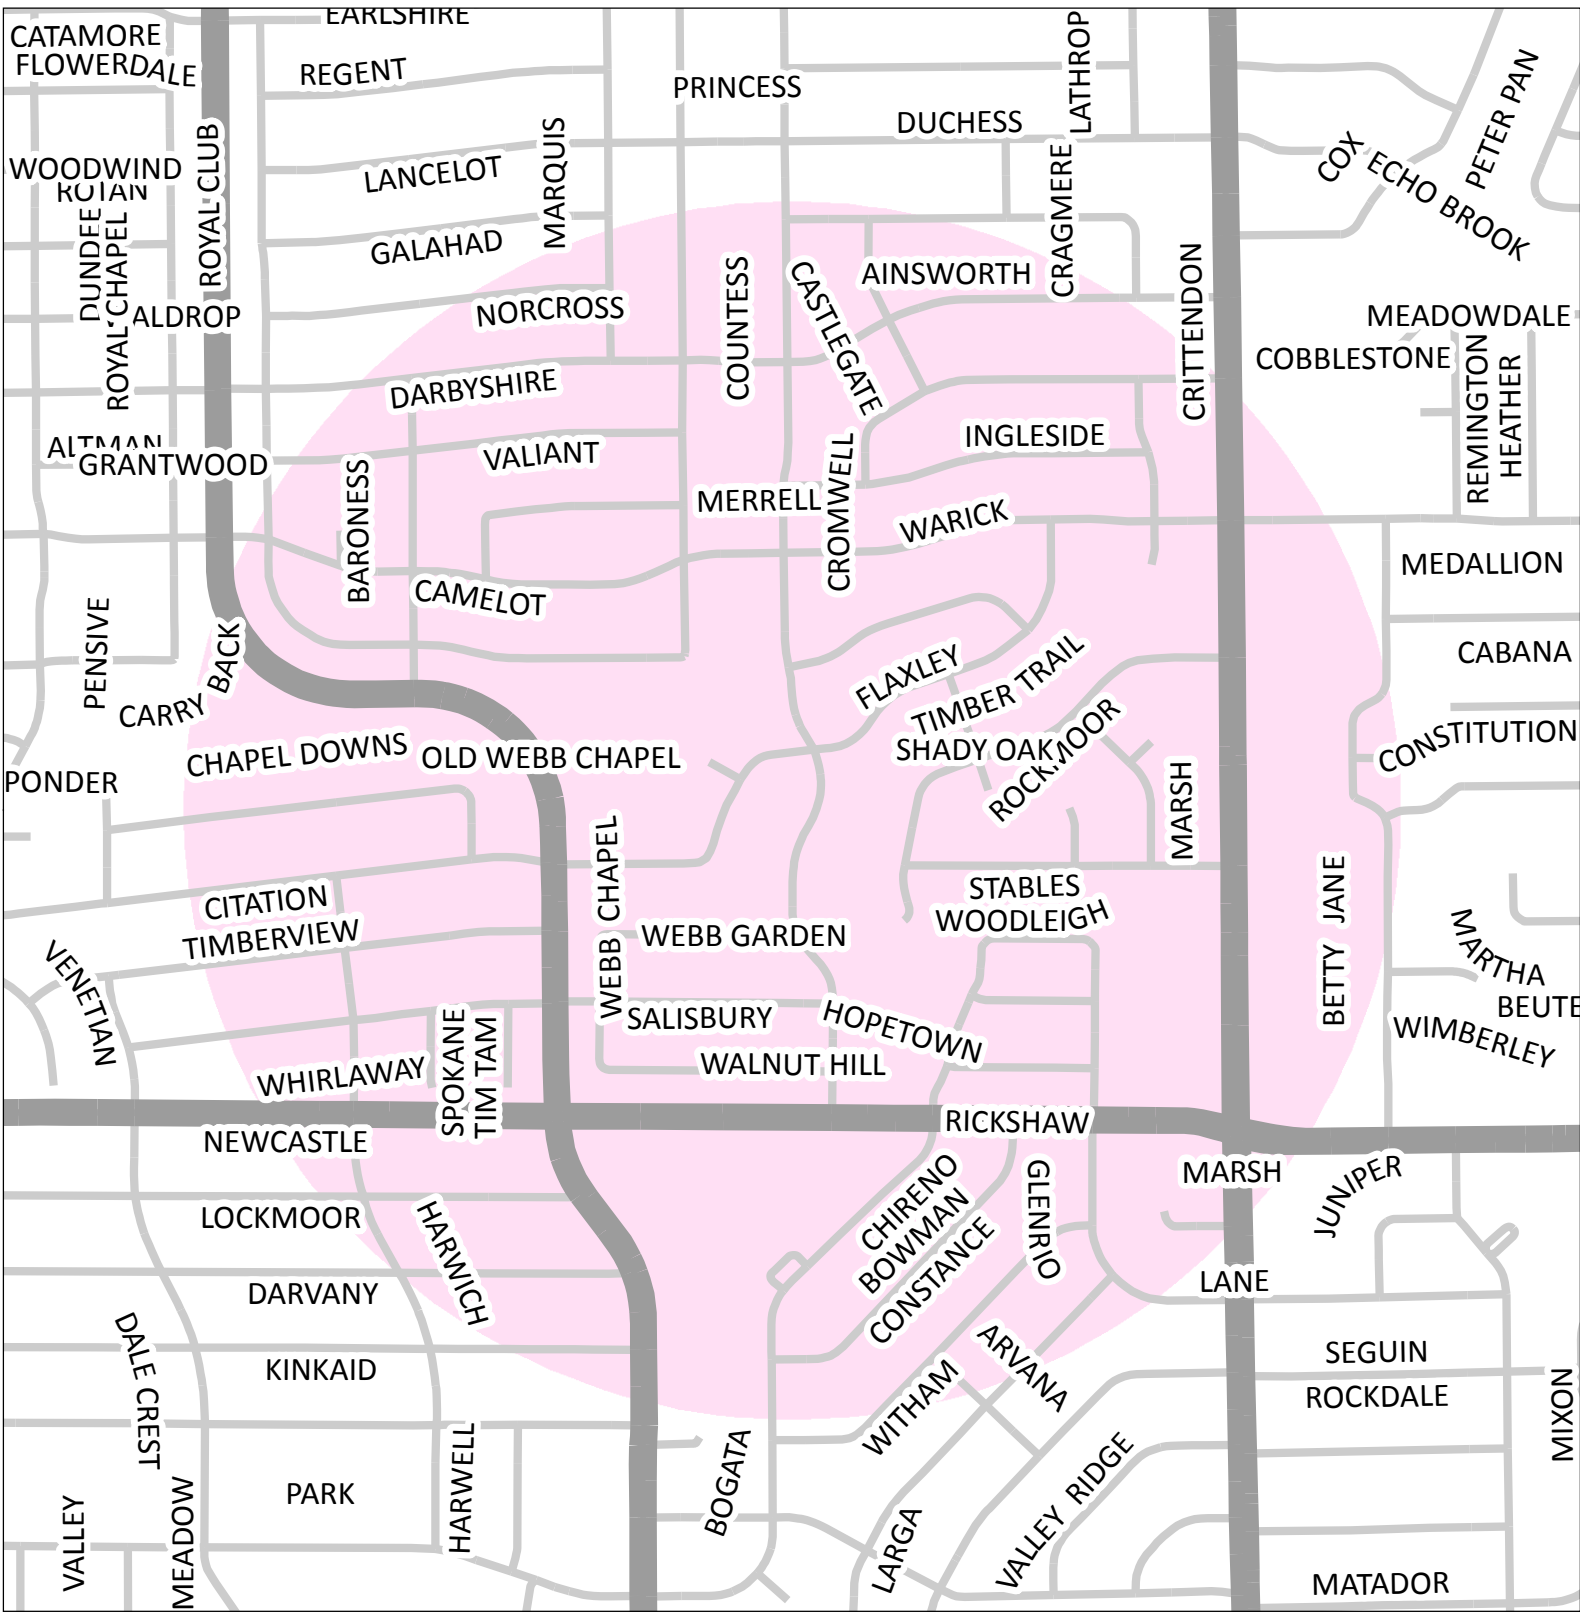 EARLSHIRE
CATAMORE
FLOWERDALE
REGENT
PRINCESS
LATHROP
PETER PAN
DUCHESS
COX
ECHO BROOK
WOODWIND
ROTAN
ROYAL CLUB
LANCELOT
MARQUIS
CRAGMERE
DUNDEE
ROYAL CHAPEL
GALAHAD
AINSWORTH
CRITTENDON
COUNTESS
CASTLEGATE
ALDROP
NORCROSS
MEADOWDALE
COBBLESTONE
REMINGTON
HEATHER
DARBYSHIRE
ALTMAN
GRANTWOOD
VALIANT
INGLESIDE
BARONESS
MERRELL
CROMWELL
WARICK
MEDALLION
CAMELOT
PENSIVE
CARRY BACK
CABANA
FLAXLEY
TIMBER TRAIL
ROCKMOOR
SHADY OAK
CONSTITUTION
CHAPEL DOWNS
OLD WEBB CHAPEL
PONDER
MARSH
WEBB CHAPEL
CITATION
TIMBERVIEW
STABLES
WOODLEIGH
WEBB GARDEN
BETTY JANE
MARTHA
VENETIAN
BEUTE
SALISBURY
HOPETOWN
WIMBERLEY
SPOKANE
TIM TAM
WHIRLAWAY
WALNUT HILL
RICKSHAW
NEWCASTLE
MARSH
LANE
JUNIPER
CHIRENO
BOWMAN
CONSTANCE
GLENRIO
LOCKMOOR
HARWICH
DARVANY
DALE CREST
KINKAID
SEGUIN
ROCKDALE
MIXON
ARVANA
WITHAM
BOGATA
HARWELL
PARK
VALLEY
MEADOW
LARGA
VALLEY RIDGE
MATADOR